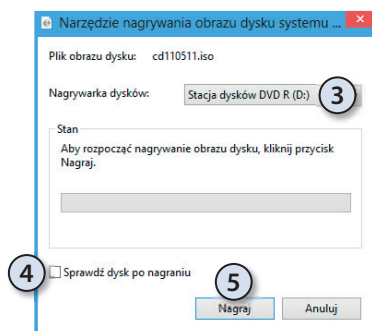 Narzędzie nagrywania obrazu dysku systemu ...
Plik obrazu dysku: cd110511.iso
Nagrywarka dysków: Stacja dysków DVD R (D:) 3
Stan
Aby rozpocząć nagrywanie obrazu dysku, kliknij przycisk
Nagraj.
4 Sprawdź dysk po nagraniu
5
Nagraj Anuluj